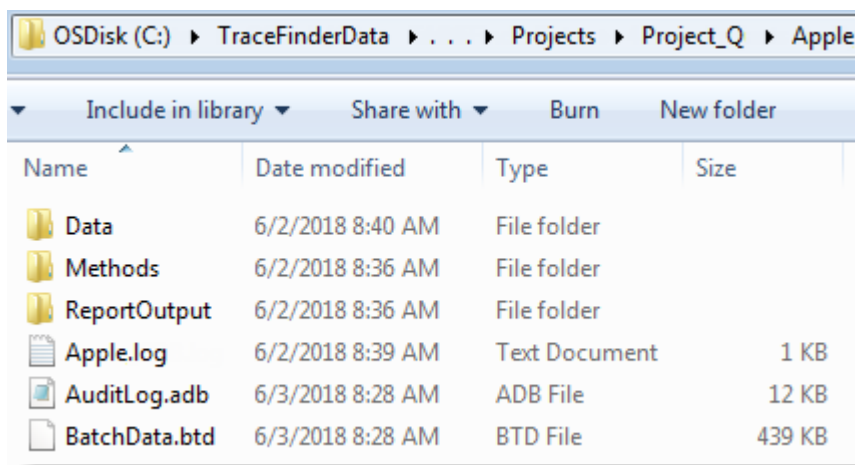 OSDisk (C:) ▸ TraceFinderData ▸ . . . ▸ Projects ▸ Project_Q ▸ Apple
Include in library Share with Burn New folder
Name Date modified Type Size
Data 6/2/2018 8:40 AM File folder
Methods 6/2/2018 8:36 AM File folder
ReportOutput 6/2/2018 8:36 AM File folder
Apple.log 6/2/2018 8:39 AM Text Document 1 KB
AuditLog.adb 6/3/2018 8:28 AM ADB File 12 KB
BatchData.btd 6/3/2018 8:28 AM BTD File 439 KB